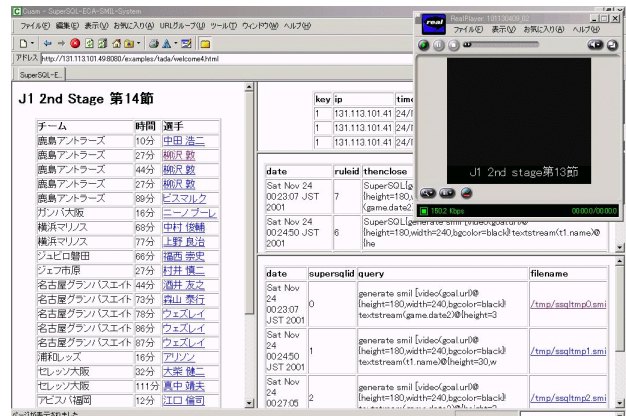 Cuam - SuperSQL-ECA-SMIL-System
ファイル(F) 編集(E) 表示(V) お気に入り(A) URLグループ(U) ツール(T) ウィンドウ(W) ヘルプ(H)
アドレス http://131.113.101.49:8080/examples/tada/welcome4.html
SuperSQL-E..
J1 2nd Stage 第14節
チーム 時間 選手
鹿島アントラーズ 10分 中田 浩二
鹿島アントラーズ 27分 柳沢 敦
鹿島アントラーズ 44分 柳沢 敦
鹿島アントラーズ 27分 柳沢 敦
鹿島アントラーズ 89分 ビスマルク
ガンバ大阪 16分 ニーノブーレ
横浜マリノス 68分 中村 俊輔
横浜マリノス 77分 上野 良治
ジュビロ磐田 66分 福西 崇史
ジェフ市原 27分 村井 慎二
名古屋グランパスエイト 44分 酒井 友之
名古屋グランパスエイト 73分 森山 泰行
名古屋グランパスエイト 78分 ウェズレイ
名古屋グランパスエイト 86分 ウェズレイ
名古屋グランパスエイト 87分 ウェズレイ
浦和レッズ 16分 アリソン
セレッソ大阪 32分 大柴 健二
セレッソ大阪 111分 真中 靖夫
アビスパ福岡 12分 江口 倫司
ページが表示されました
key ip time
1 131.113.101.41 24/
1 131.113.101.41 24/
1 131.113.101.41 24/
date ruleid thenclose
Sat Nov 24
0023:07 JST
2001
7
SuperSQL[g
{height=180,
(game.date2
Sat Nov 24
0024:50 JST
2001
6
SuperSQL[generate smil [video(goal.url)@
{height=180,width=240,bgcolor=black}! textstream(t1.name)@
{he
date supersqlid query filename
Sat Nov
24
0023:07
JST 2001
0
generate smil [video(goal.url)@
{height=180,width=240,bgcolor=black}!
textstream(game.date2)@{height=3
/tmp/ssqltmp0.smi
Sat Nov
24
0024:50
JST 2001
1
generate smil [video(goal.url)@
{height=180,width=240,bgcolor=black}!
textstream(t1.name)@{height=30,w
/tmp/ssqltmp1.smi
Sat Nov
24
0027:05
2
generate smil [video(goal.url)@
{height=180,width=240,bgcolor=black}!
/tmp/ssqltmp2.smi
real
RealPlayer:
ファイル(F) 表示(V) お気に入り(A) ヘルプ(H)
J1 2nd stage第13節
150.2 Kbps 00:00.0/00:00.0